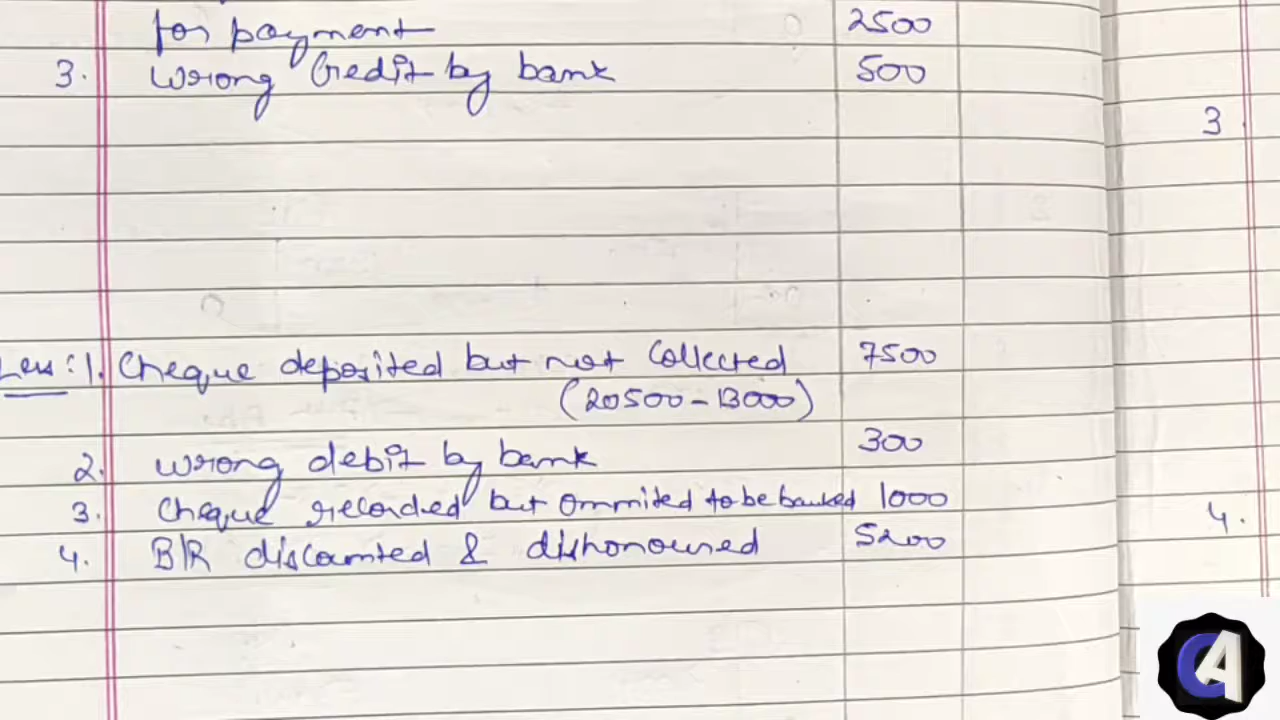 for payment 2500
3. Wrong Credit by bank 500
3.
Less: 1. Cheque deposited but not Collected 7500
(20500-13000)
2. Wrong debit by bank 300
3. Cheque recorded but ommited to be banked 1000
4. B/R discounted & dishonoured 5200
4.
CA